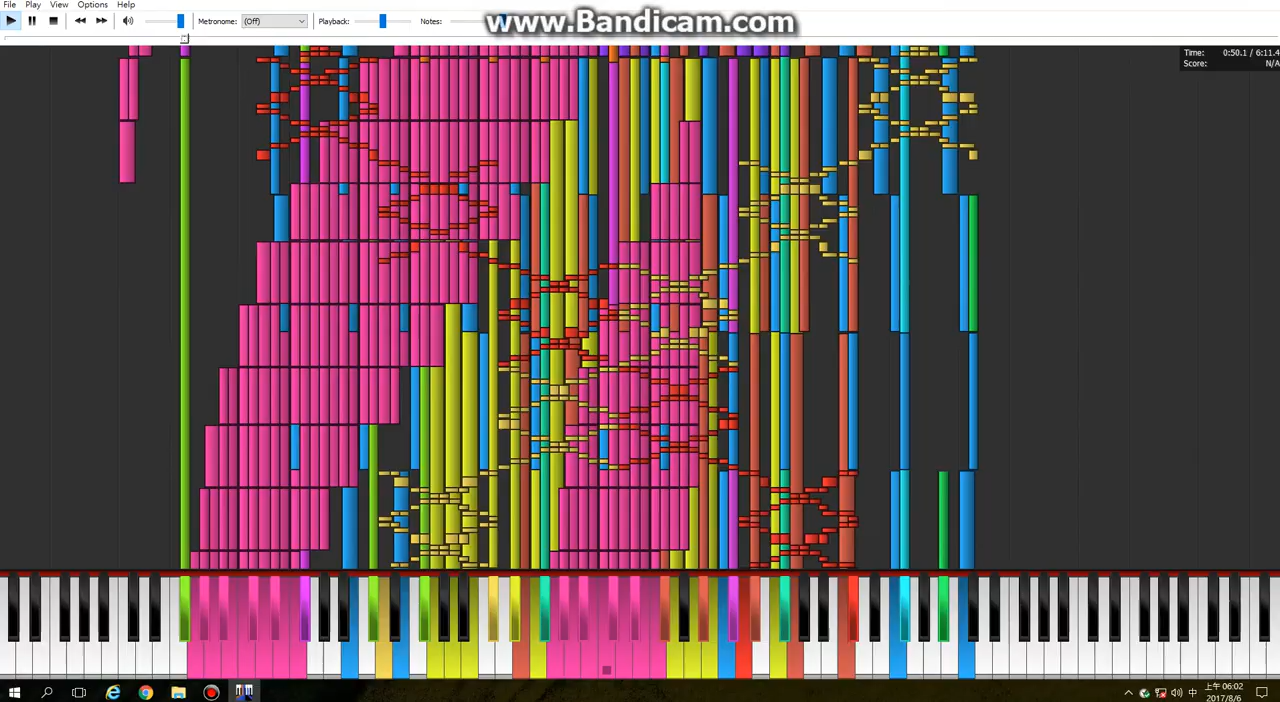 File Play View Options Help
Metronome: (Off) Playback: Notes:
www.Bandicam.com
Time: 0:50.1 / 6:11.4
Score: N/A
中
上午 06:02
2017/8/6